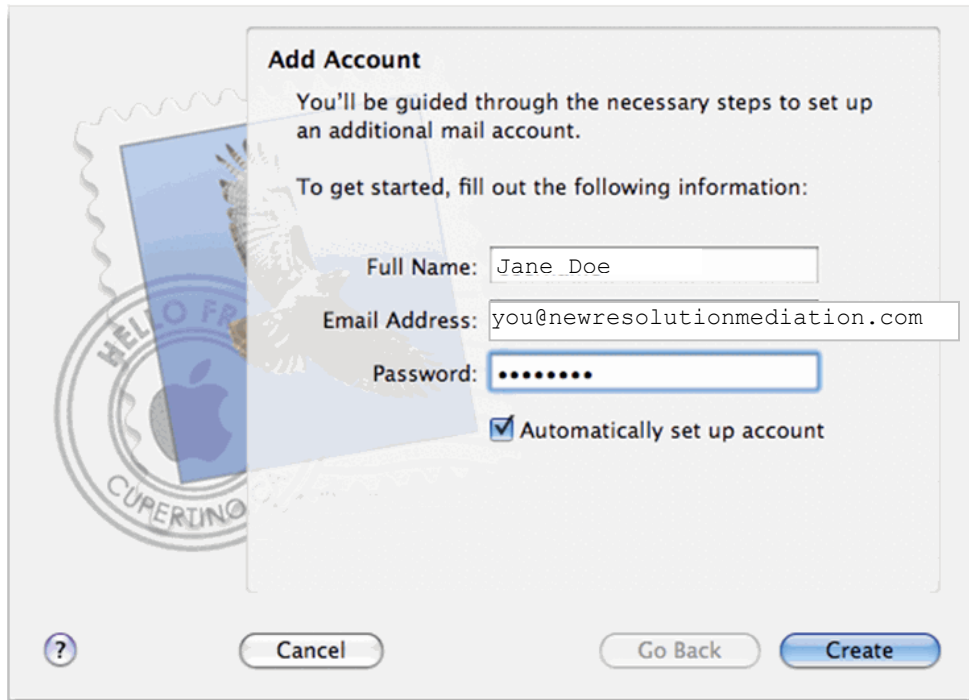 Add Account
You'll be guided through the necessary steps to set up
an additional mail account.
To get started, fill out the following information:
Full Name: Jane Doe
Email Address: you@newresolutionmediation.com
Password: ••••••••
Automatically set up account
HELLO FR
CUPERTINO
?
Cancel
Go Back
Create